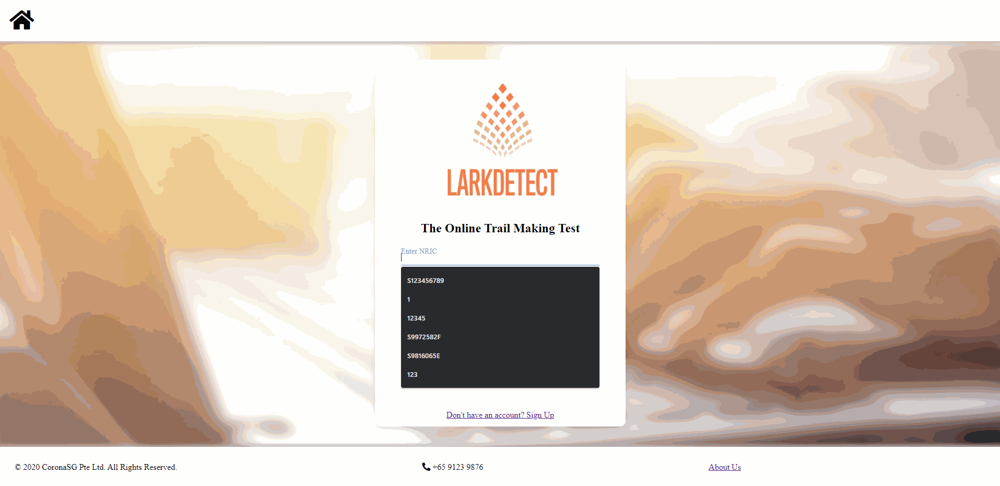 LARKDETECT
The Online Trail Making Test
Enter NRIC
S123456789
1
12345
S9972582F
S9816065E
123
Don't have an account? Sign Up
© 2020 CoronaSG Pte Ltd. All Rights Reserved.
+65 9123 9876
About Us